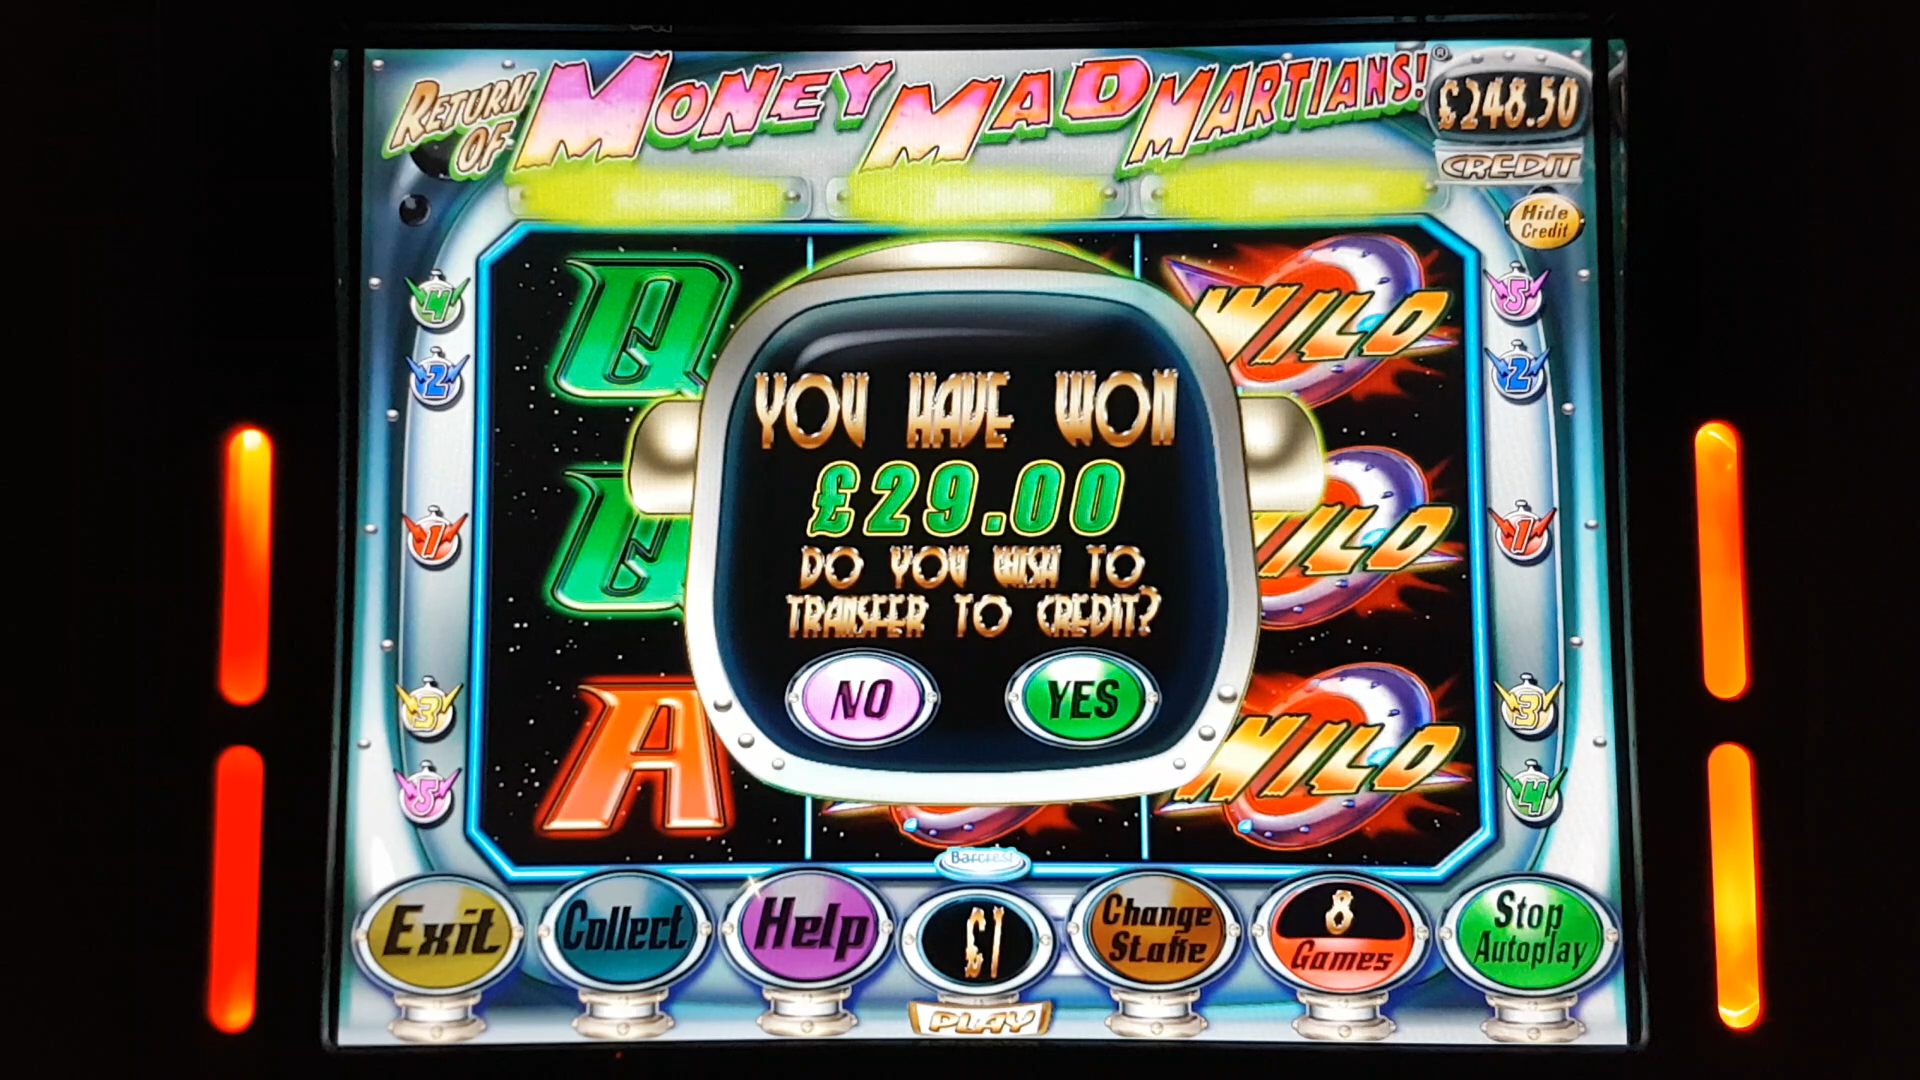 RETURN OF MONEY MAD MARTIANS!®
£248.50
CREDIT
Hide
Credit
WILD
YOU HAVE WON
£29.00
DO YOU WISH TO
TRANSFER TO CREDIT?
NO YES
WILD
A
WILD
4
2
1
3
5
5
2
1
3
4
Barcrest
Exit
Collect
Help
£1
PLAY
Change
Stake
8
Games
Stop
Autoplay